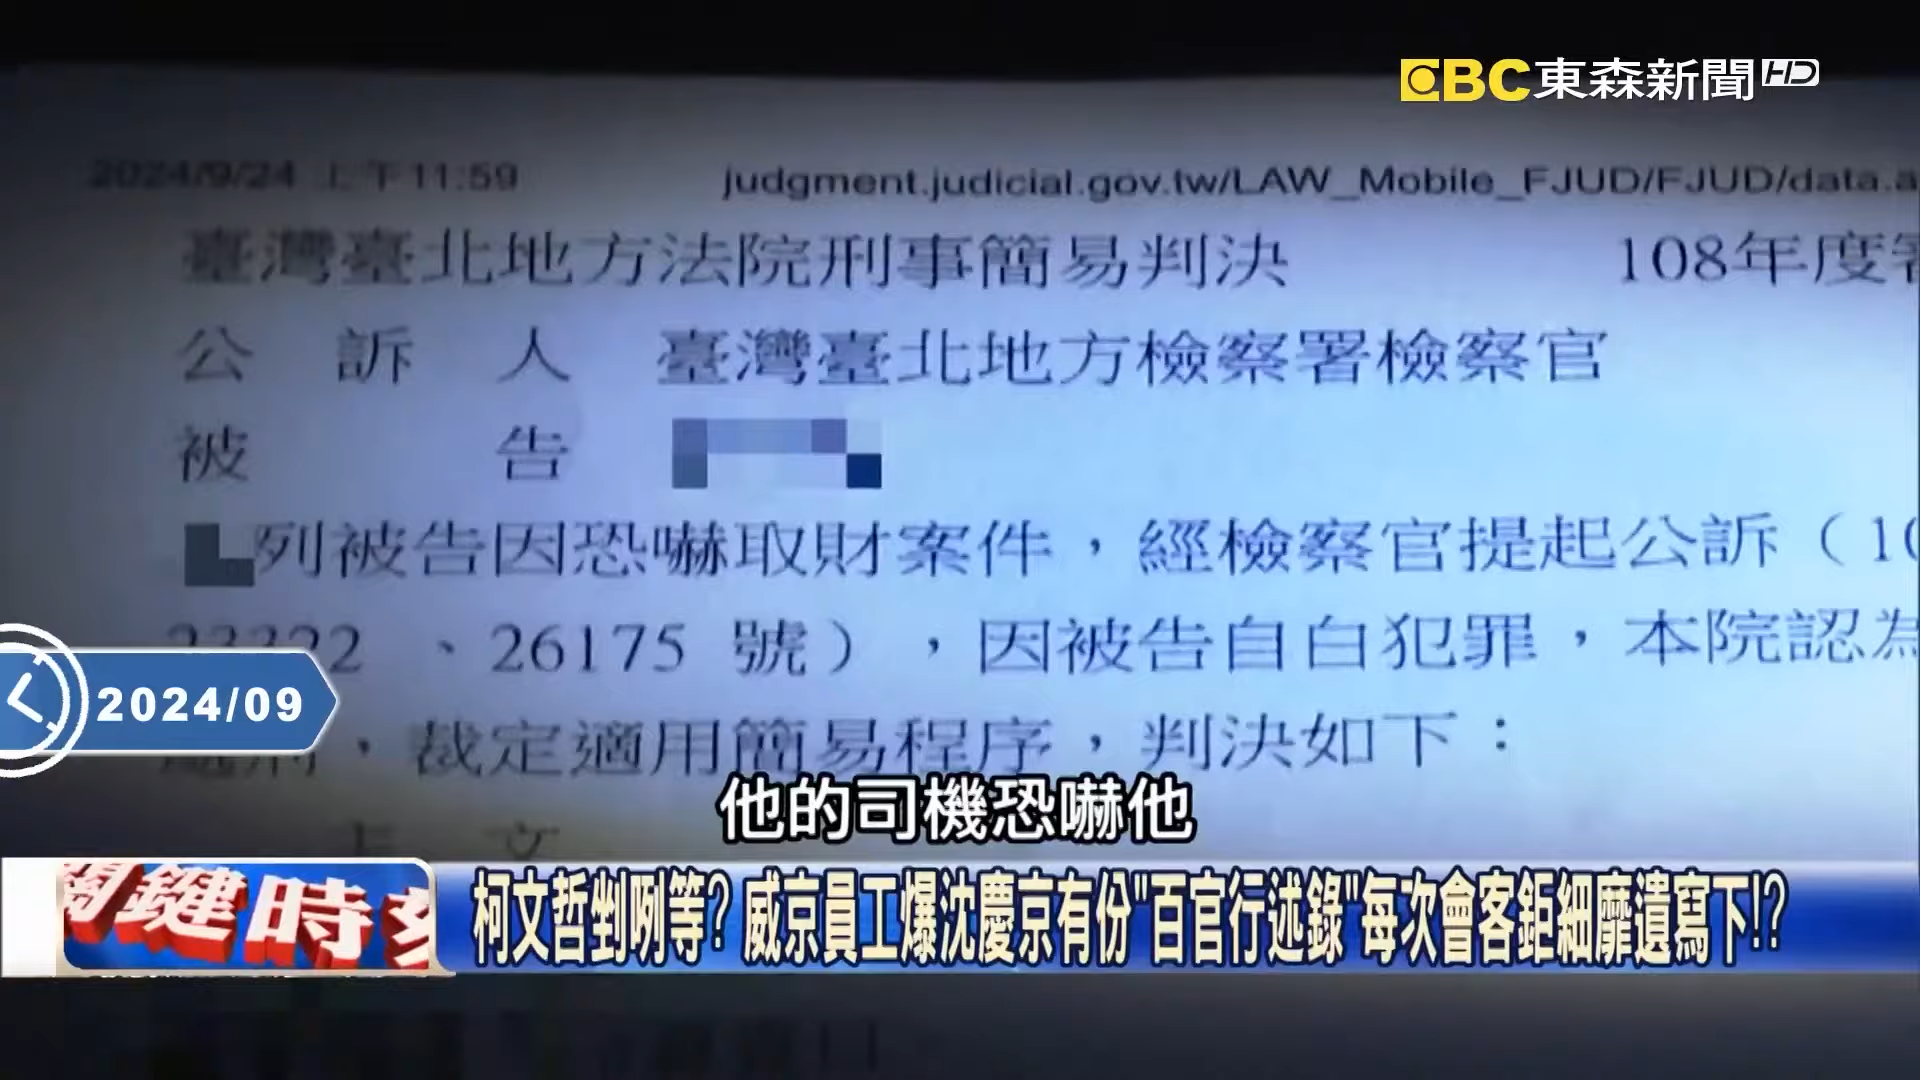 EBC東森新聞HD
2024/9/24 上午11:59
judgment.judicial.gov.tw/LAW_Mobile_FJUD/FJUD/data.a
臺灣臺北地方法院刑事簡易判決 108年度
公 訴 人 臺灣臺北地方檢察署檢察官
被 告
列被告因恐嚇取財案件，經檢察官提起公訴（10
23322 、26175 號），因被告自白犯罪，本院認為
，裁定適用簡易程序，判決如下：
2024/09
主 文
他的司機恐嚇他
關鍵時刻
柯文哲剉咧等? 威京員工爆沈慶京有份"百官行述錄"每次會客鉅細靡遺寫下!?